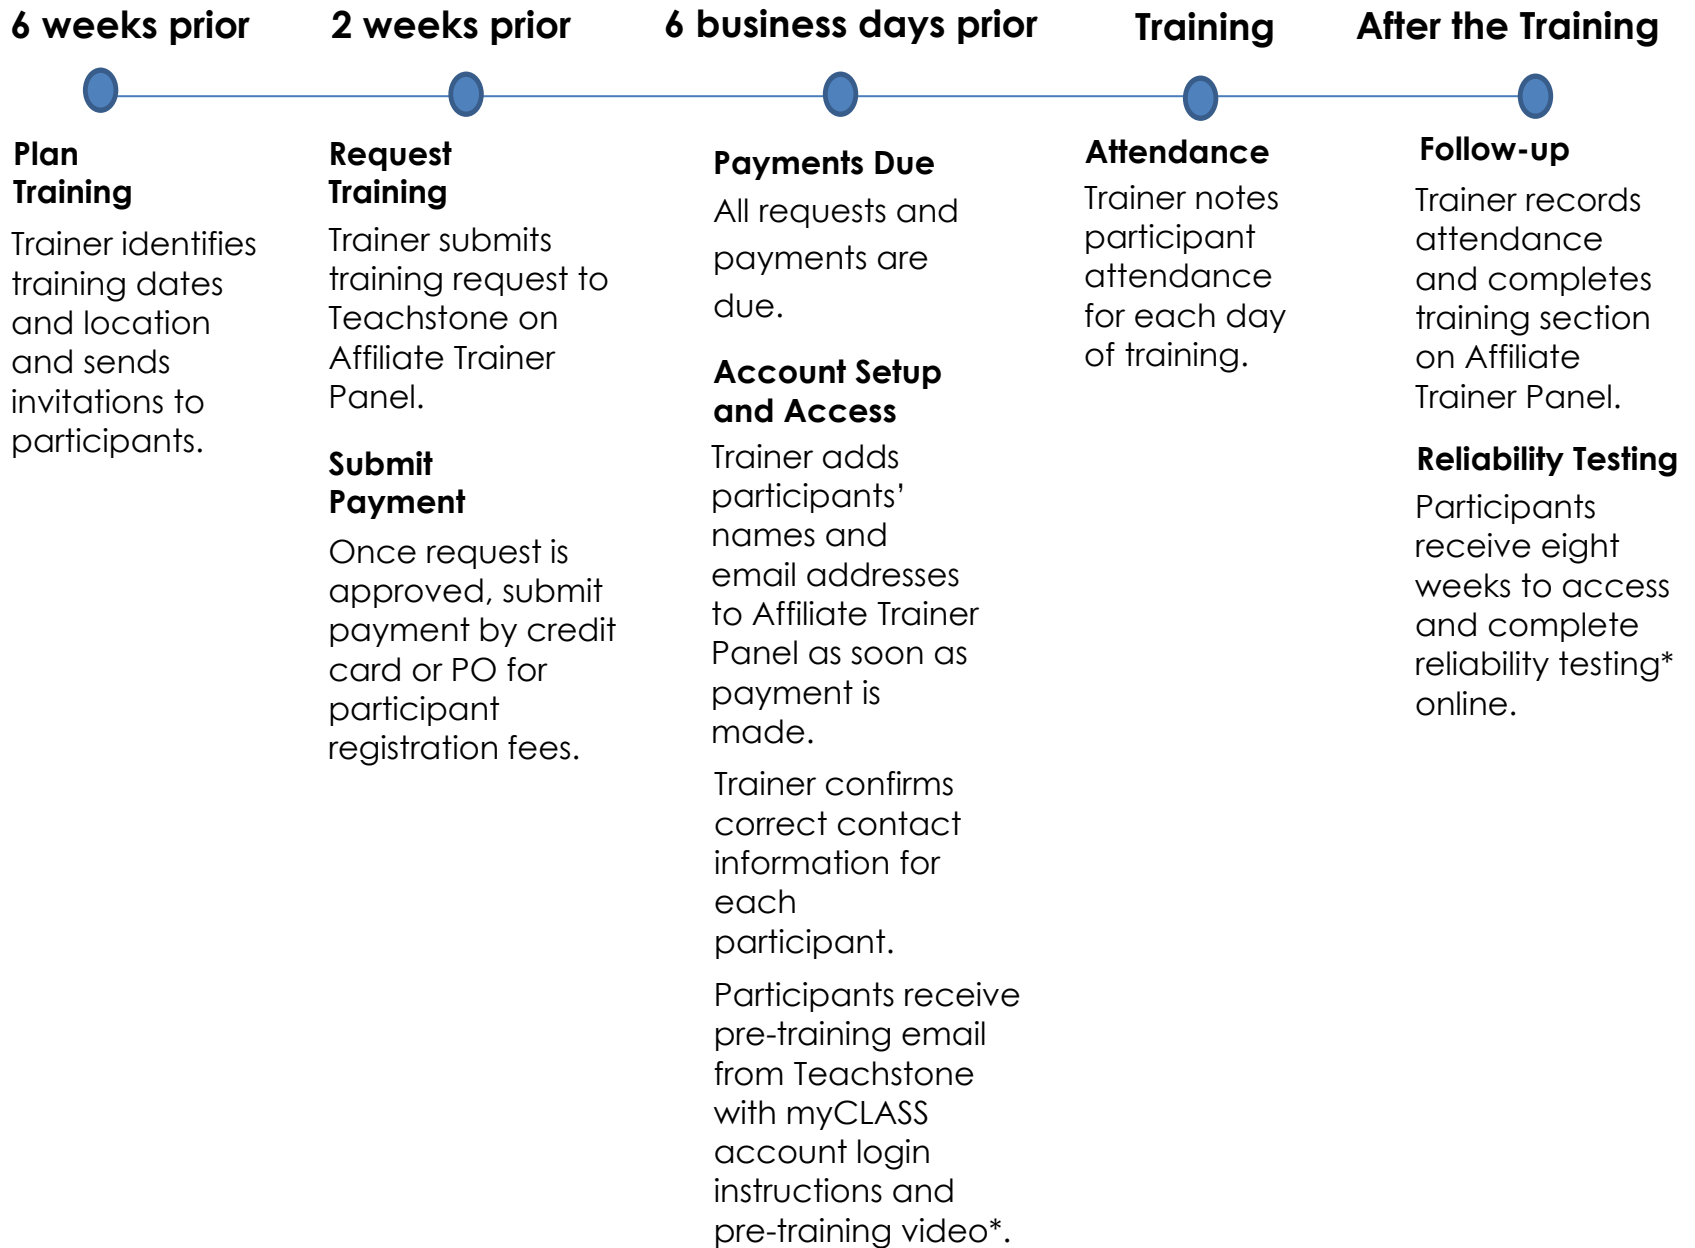 6 weeks prior
2 weeks prior
6 business days prior
Training
After the Training
Plan
Training
Trainer identifies
training dates
and location
and sends
invitations to
participants.
Request
Training
Trainer submits
training request to
Teachstone on
Affiliate Trainer
Panel.
Submit
Payment
Once request is
approved, submit
payment by credit
card or PO for
participant
registration fees.
Payments Due
All requests and
payments are
due.
Account Setup
and Access
Trainer adds
participants’
names and
email addresses
to Affiliate Trainer
Panel as soon as
payment is
made.
Trainer confirms
correct contact
information for
each
participant.
Participants receive
pre-training email
from Teachstone
with myCLASS
account login
instructions and
pre-training video*.
Attendance
Trainer notes
participant
attendance
for each day
of training.
Follow-up
Trainer records
attendance
and completes
training section
on Affiliate
Trainer Panel.
Reliability Testing
Participants
receive eight
weeks to access
and complete
reliability testing*
online.